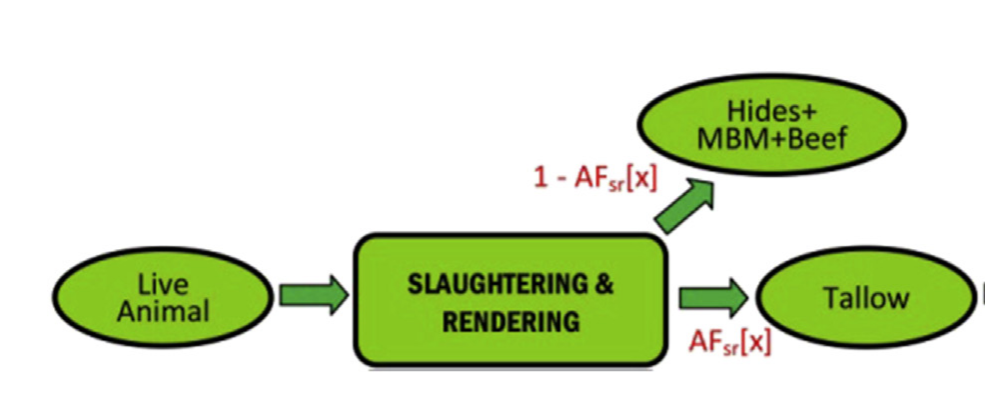 Hides+
MBM+Beef
1 - AFsr[x]
Live
Animal
SLAUGHTERING &
RENDERING
Tallow
AFsr[x]